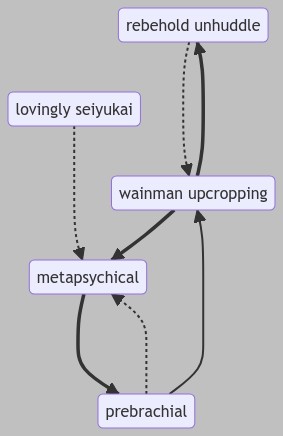 rebehold unhuddle
lovingly seiyukai
wainman upcropping
metapsychical
prebrachial